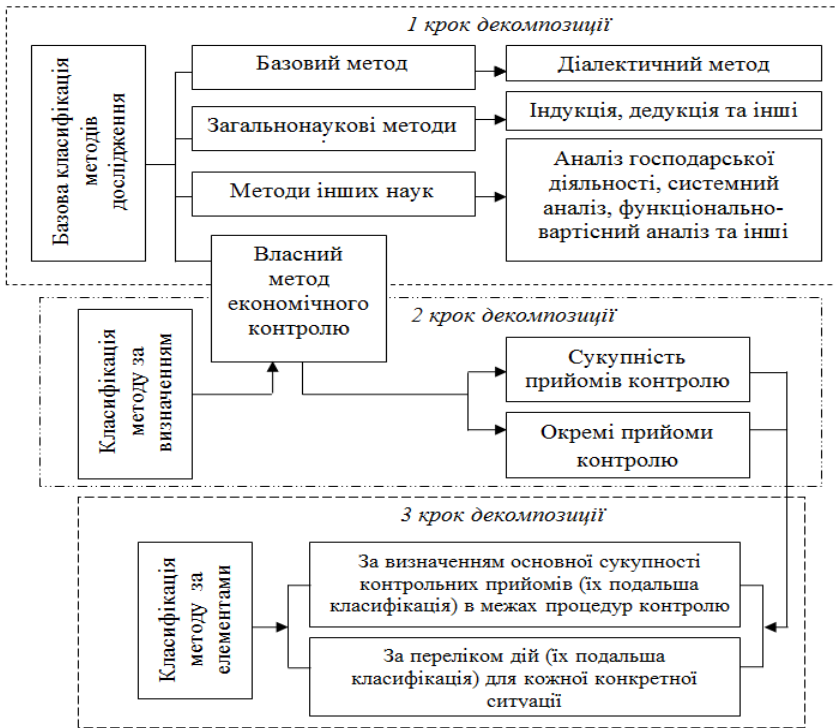 1 крок декомпозиції
Базова класифікація
методів
дослідження
Базовий метод
Діалектичний метод
Загальнонаукові методи
Індукція, дедукція та інші
Методи інших наук
Аналіз господарської
діяльності, системний
аналіз, функціонально-
вартісний аналіз та інші
Власний
метод
економічного
контролю
2 крок декомпозиції
Класифікація
методу за
визначенням
Сукупність
прийомів контролю
Окремі прийоми
контролю
3 крок декомпозиції
Класифікація
методу за
елементами
За визначенням основної сукупності
контрольних прийомів (їх подальша
класифікація) в межах процедур контролю
За переліком дій (їх подальша
класифікація) для кожної конкретної
ситуації